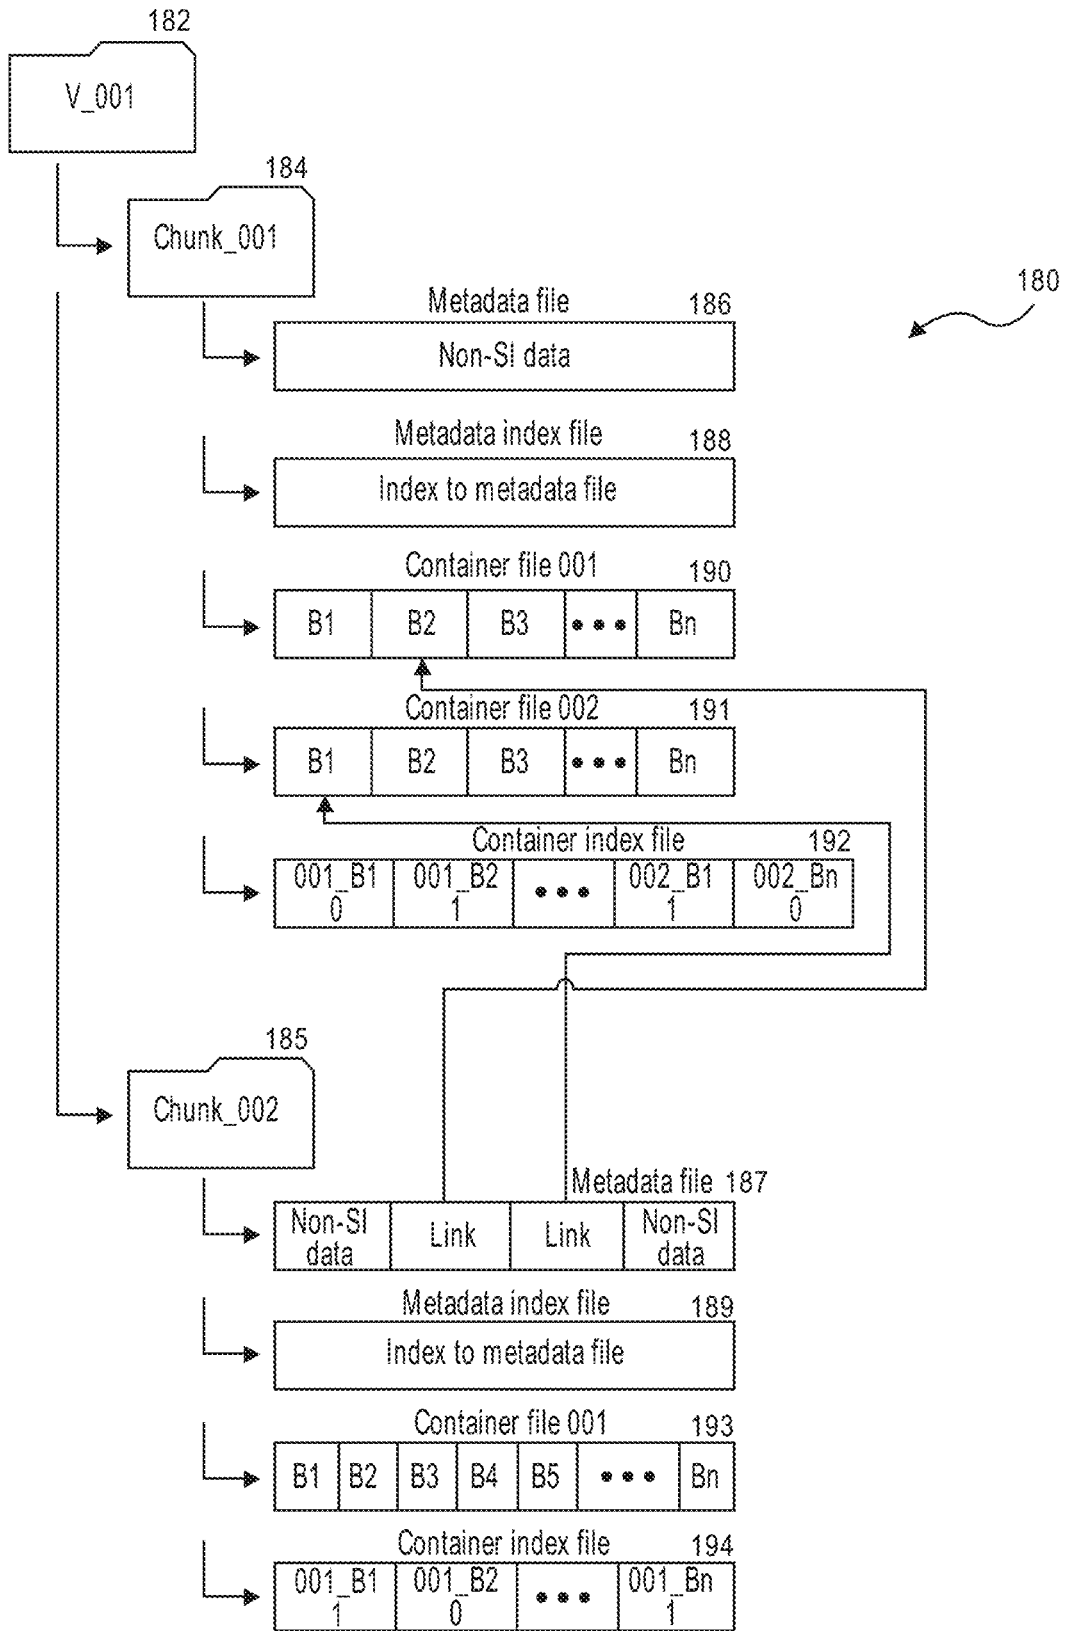 182
V_001
184
Chunk_001
180
Metadata file 186
Non-SI data
Metadata index file 188
Index to metadata file
Container file 001 190
B1 B2 B3 ••• Bn
Container file 002 191
B1 B2 B3 ••• Bn
Container index file 192
001_B1 001_B2 ••• 002_B1 002_Bn
0 1 1 0
185
Chunk_002
Metadata file 187
Non-SI Link Link Non-SI
data data
Metadata index file 189
Index to metadata file
Container file 001 193
B1 B2 B3 B4 B5 ••• Bn
Container index file 194
001_B1 001_B2 ••• 001_Bn
1 0 1